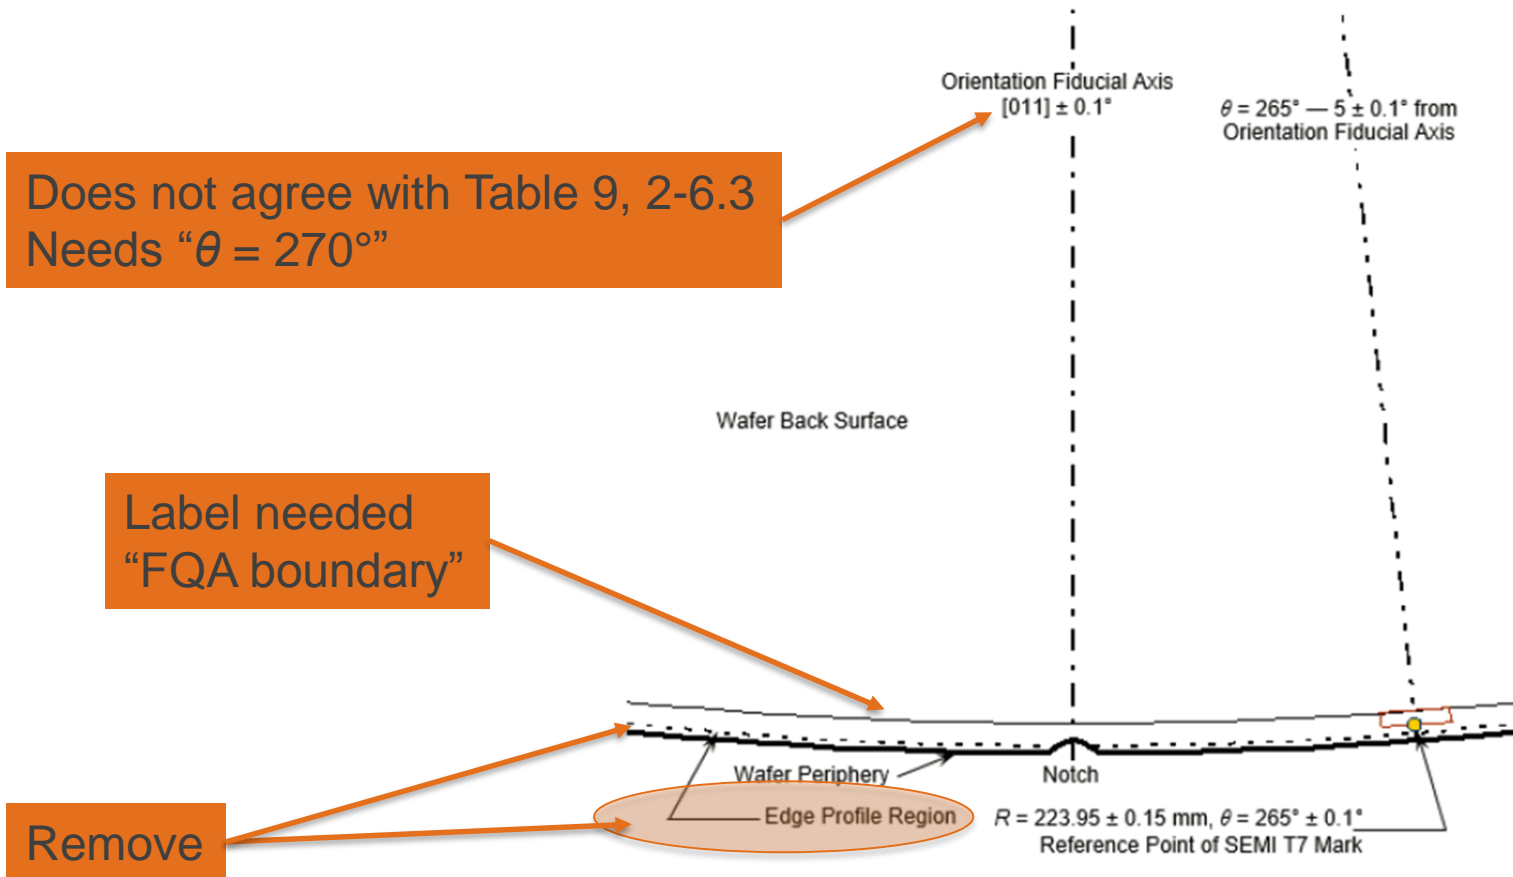 Orientation Fiducial Axis
[011] ± 0.1°
θ = 265° — 5 ± 0.1° from
Orientation Fiducial Axis
Does not agree with Table 9, 2-6.3
Needs “θ = 270°”
Wafer Back Surface
Label needed
“FQA boundary”
Wafer Periphery
Notch
Edge Profile Region
R = 223.95 ± 0.15 mm, θ = 265° ± 0.1°
Reference Point of SEMI T7 Mark
Remove